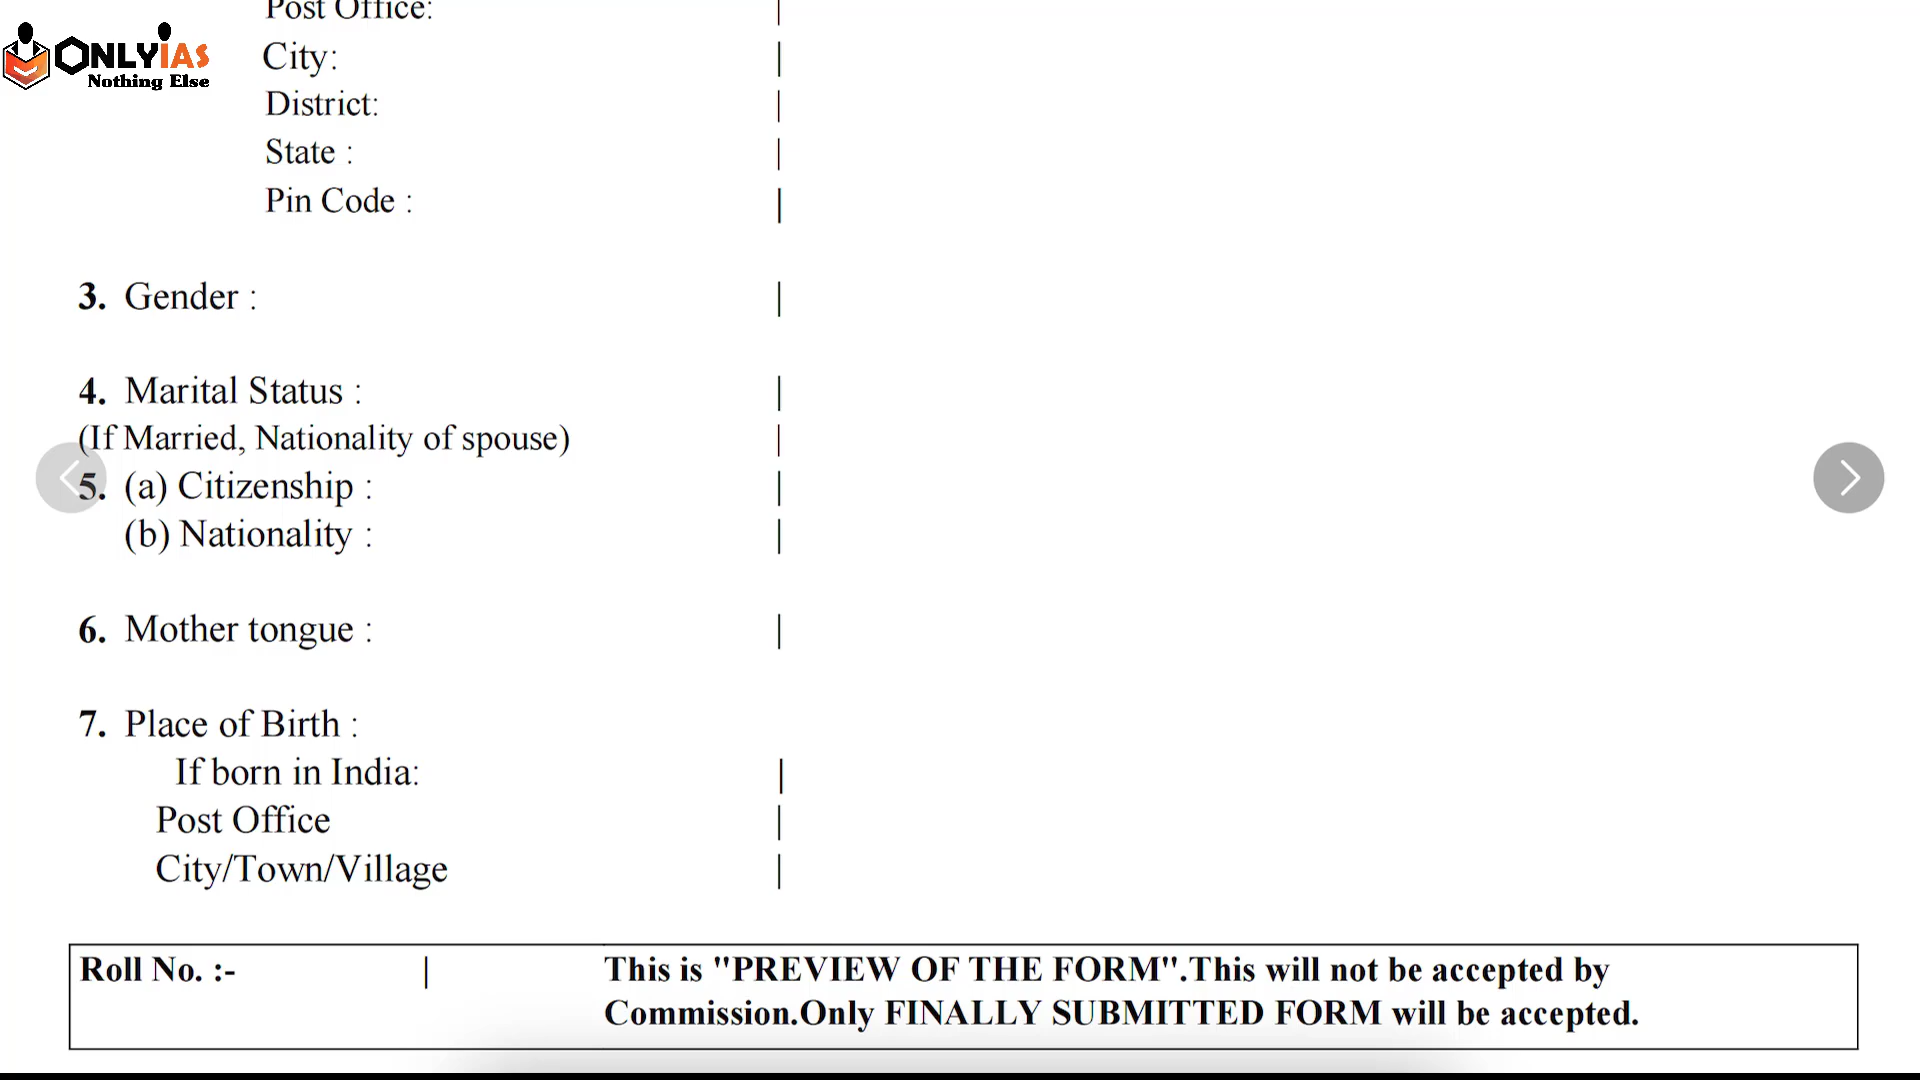 Post Office:
ONLYIAS
Nothing Else
City:
District:
State :
Pin Code :
3. Gender :
4. Marital Status :
(If Married, Nationality of spouse)
5. (a) Citizenship :
(b) Nationality :
6. Mother tongue :
7. Place of Birth :
If born in India:
Post Office
City/Town/Village
Roll No. :-
This is "PREVIEW OF THE FORM".This will not be accepted by
Commission.Only FINALLY SUBMITTED FORM will be accepted.